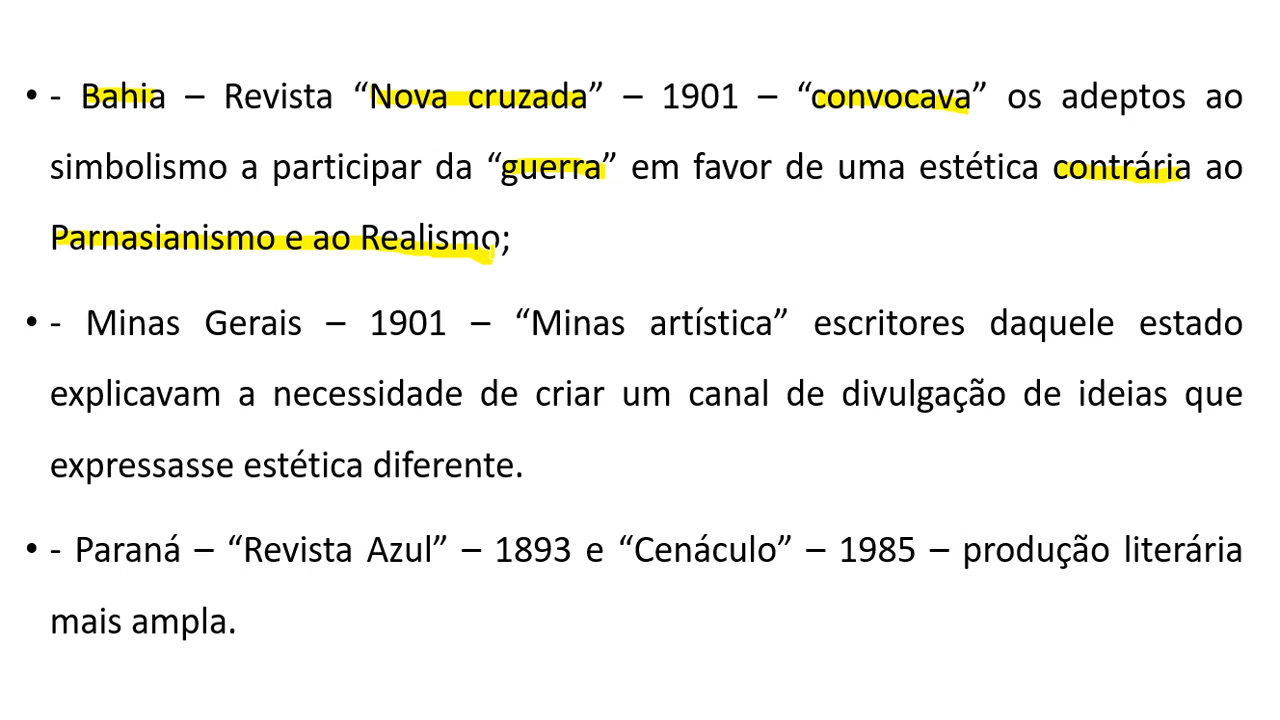 • - Bahia – Revista “Nova cruzada” – 1901 – “convocava” os adeptos ao
simbolismo a participar da “guerra” em favor de uma estética contrária ao
Parnasianismo e ao Realismo;
• - Minas Gerais – 1901 – “Minas artística” escritores daquele estado
explicavam a necessidade de criar um canal de divulgação de ideias que
expressasse estética diferente.
• - Paraná – “Revista Azul” – 1893 e “Cenáculo” – 1985 – produção literária
mais ampla.